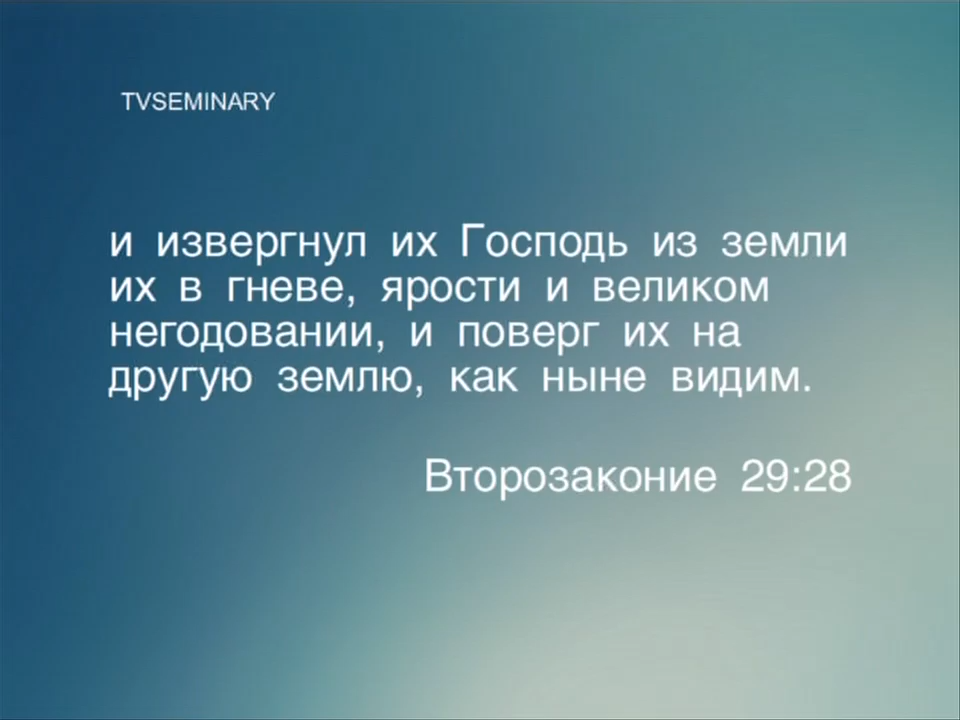 TVSEMINARY
и извергнул их Господь из земли
их в гневе, ярости и великом
негодовании, и поверг их на
другую землю, как ныне видим.
Второзаконие 29:28